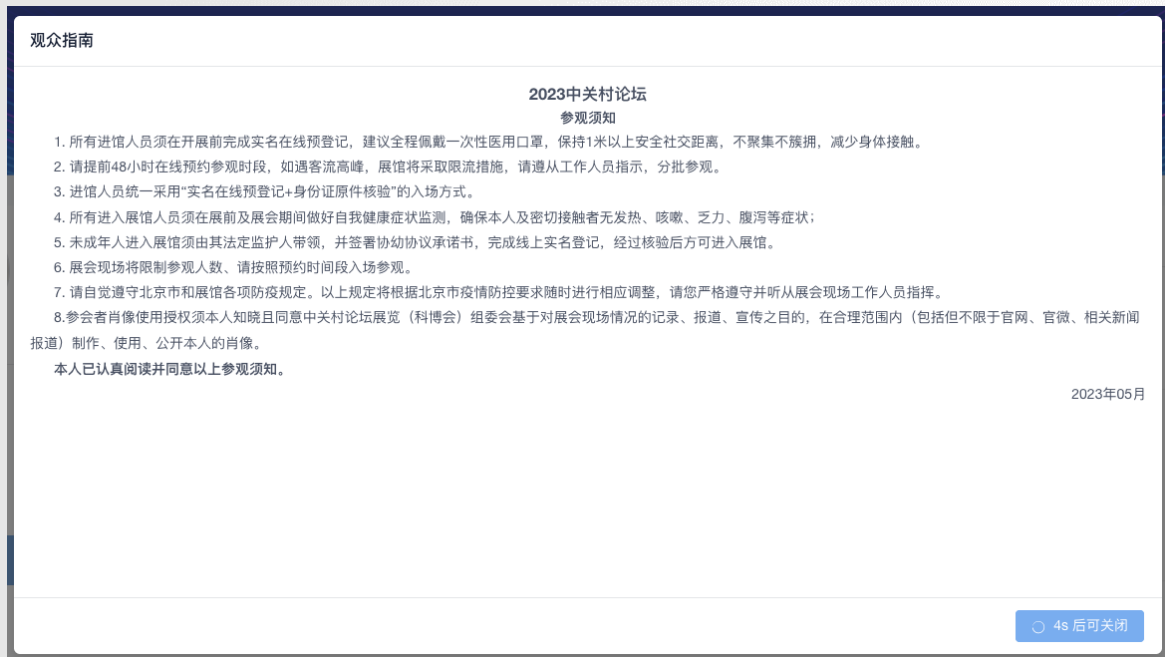 观众指南
2023中关村论坛
参观须知
1. 所有进馆人员须在开展前完成实名在线预登记，建议全程佩戴一次性医用口罩，保持1米以上安全社交距离，不聚集不簇拥，减少身体接触。
2. 请提前48小时在线预约参观时段，如遇客流高峰，展馆将采取限流措施，请遵从工作人员指示，分批参观。
3. 进馆人员统一采用“实名在线预登记+身份证原件核验”的入场方式。
4. 所有进入展馆人员须在展前及展会期间做好自我健康症状监测，确保本人及密切接触者无发热、咳嗽、乏力、腹泻等症状；
5. 未成年人进入展馆须由其法定监护人带领，并签署协幼协议承诺书，完成线上实名登记，经过核验后方可进入展馆。
6. 展会现场将限制参观人数、请按照预约时间段入场参观。
7. 请自觉遵守北京市和展馆各项防疫规定。以上规定将根据北京市疫情防控要求随时进行相应调整，请您严格遵守并听从展会现场工作人员指挥。
8.参会者肖像使用授权须本人知晓且同意中关村论坛展览（科博会）组委会基于对展会现场情况的记录、报道、宣传之目的，在合理范围内（包括但不限于官网、官微、相关新闻
报道）制作、使用、公开本人的肖像。
本人已认真阅读并同意以上参观须知。
2023年05月
4s 后可关闭